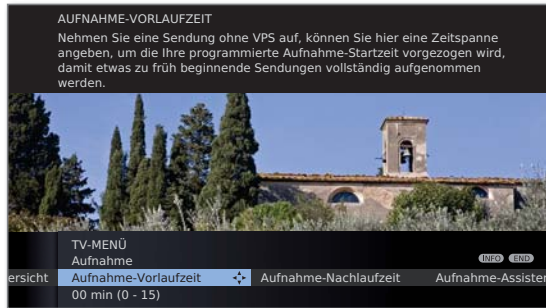 AUFNAHME-VORLAUFZEIT
Nehmen Sie eine Sendung ohne VPS auf, können Sie hier eine Zeitspanne
angeben, um die Ihre programmierte Aufnahme-Startzeit vorgezogen wird,
damit etwas zu früh beginnende Sendungen vollständig aufgenommen
werden.
TV-MENÜ
Aufnahme
INFO END
ersicht Aufnahme-Vorlaufzeit Aufnahme-Nachlaufzeit Aufnahme-Assisten
00 min (0 - 15)